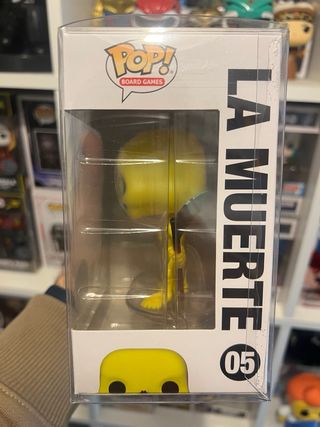 POP!
BOARD GAMES
LA MUERTE
05